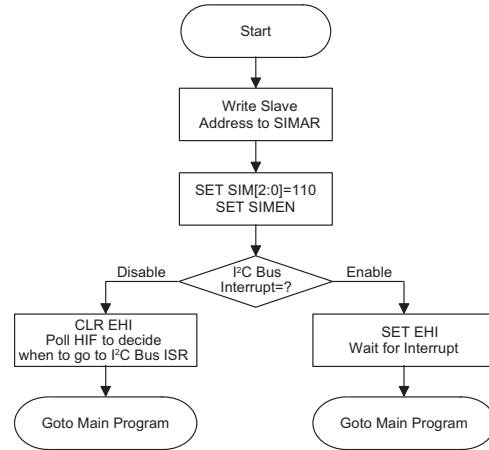 Start
Write Slave
Address to SIMAR
SET SIM[2:0]=110
SET SIMEN
I²C Bus
Interrupt=?
Disable
Enable
CLR EHI
Poll HIF to decide
when to go to I²C Bus ISR
SET EHI
Wait for Interrupt
Goto Main Program
Goto Main Program